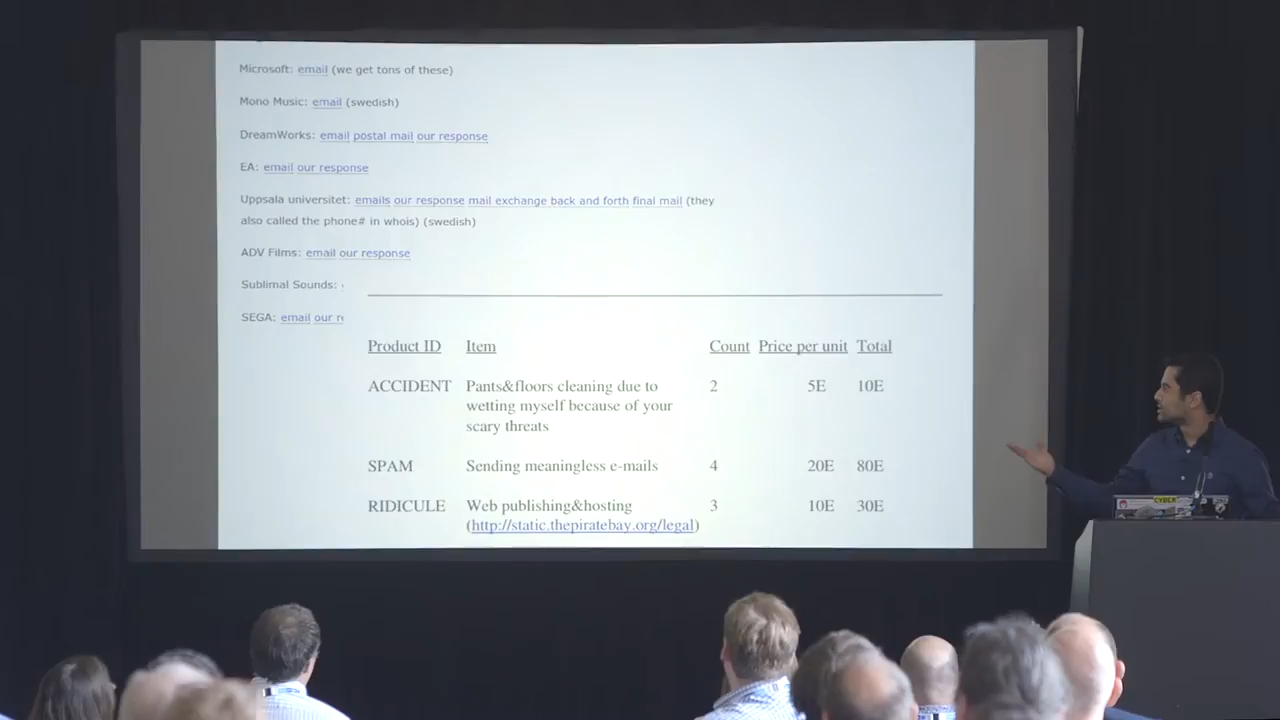 Microsoft: email (we get tons of these)
Mono Music: email (swedish)
DreamWorks: email postal mail our response
EA: email our response
Uppsala universitet: emails our response mail exchange back and forth final mail (they
also called the phone# in whois) (swedish)
ADV Films: email our response
Sublimal Sounds:
SEGA: email our
Product ID Item Count Price per unit Total
ACCIDENT Pants&floors cleaning due to 2 5E 10E
wetting myself because of your
scary threats
SPAM Sending meaningless e-mails 4 20E 80E
RIDICULE Web publishing&hosting 3 10E 30E
(http://static.thepiratebay.org/legal)
CYBER